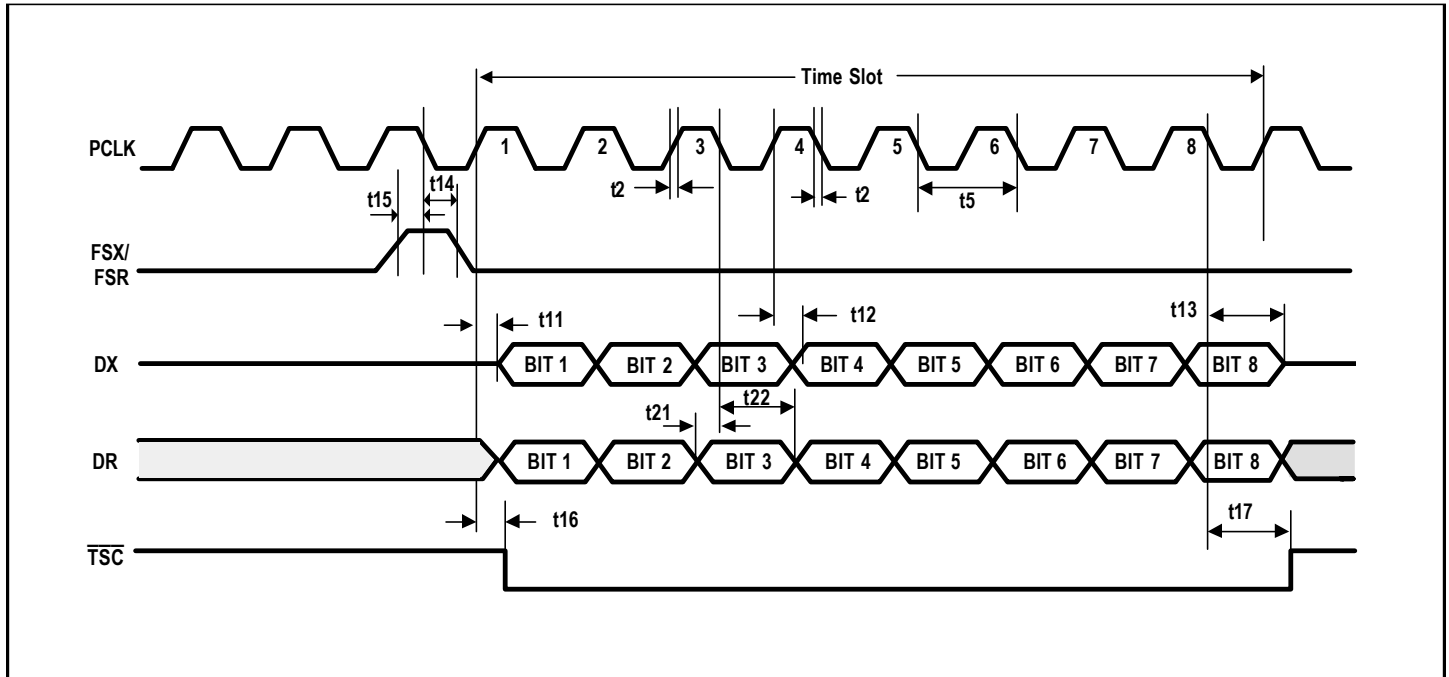 Time Slot
PCLK
1 2 3 4 5 6 7 8
t2 t2 t5
t15 t14
FSX/
FSR
t11 t12 t13
DX BIT 1 BIT 2 BIT 3 BIT 4 BIT 5 BIT 6 BIT 7 BIT 8
t21 t22
DR BIT 1 BIT 2 BIT 3 BIT 4 BIT 5 BIT 6 BIT 7 BIT 8
t16 t17
T̅S̅C̅